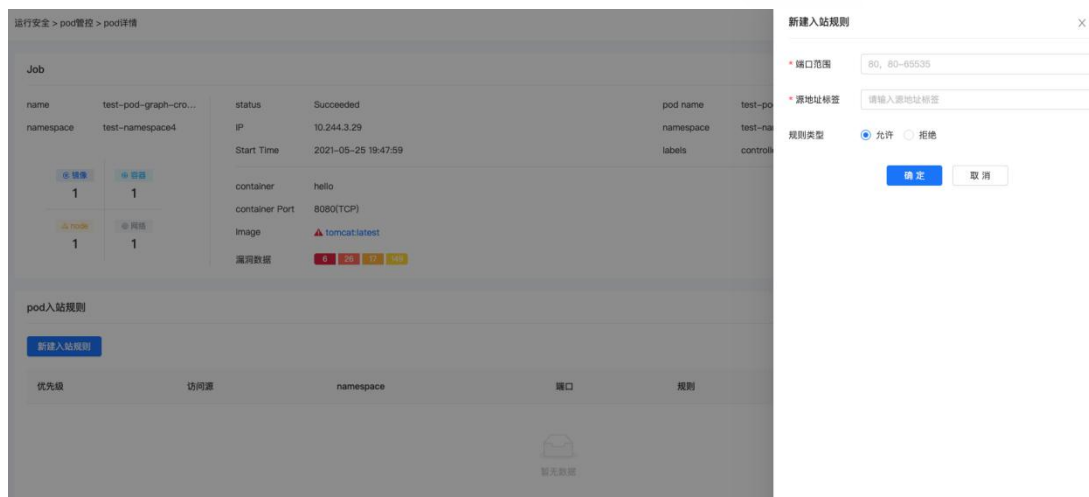 运行安全 > pod管控 > pod详情
新建入站规则
Job
name test-pod-graph-cro... status Succeeded pod name test-po
namespace test-namespace4 IP 10.244.3.29 namespace test-na
Start Time 2021-05-25 19:47:59 labels controll
镜像 容器
1 1
container hello
container Port 8080(TCP)
node 网络
1 1
Image tomcat:latest
漏洞数据 6 26 17 149
* 端口范围 80, 80-65535
* 源地址标签 请输入源地址标签
规则类型 允许 拒绝
确定 取消
pod入站规则
新建入站规则
优先级 访问源 namespace 端口 规则
暂无数据